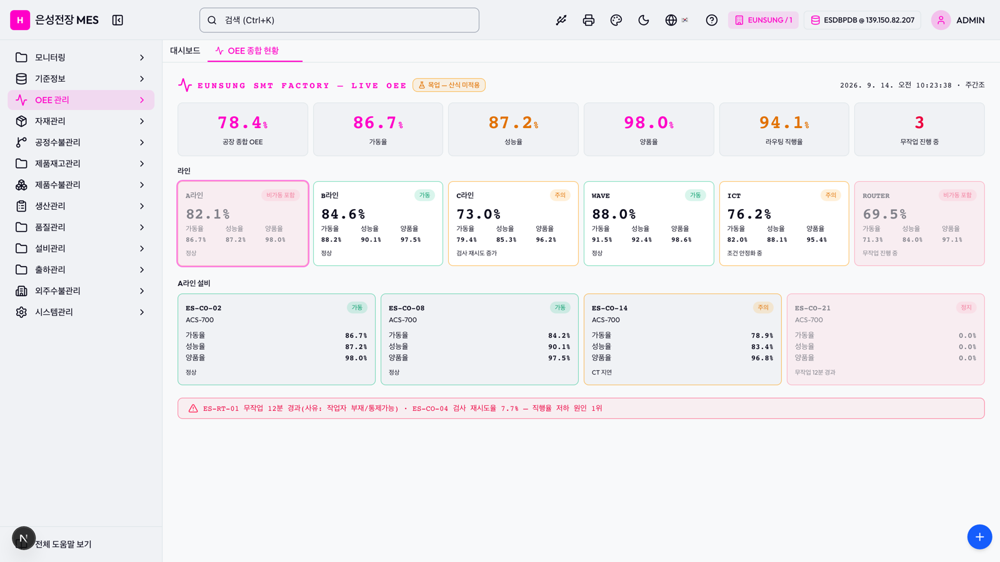 H 은성전장 MES
검색 (Ctrl+K)
EUNSUNG / 1
ESDBPDB @ 139.150.82.207
ADMIN
모니터링
기준정보
OEE 관리
자재관리
공정수불관리
제품재고관리
제품수불관리
생산관리
품질관리
설비관리
출하관리
외주수불관리
시스템관리
N 전체 도움말 보기
대시보드
OEE 종합 현황
EUNSUNG SMT FACTORY — LIVE OEE
목업 — 산식 미적용
2026. 9. 14. 오전 10:23:38 · 주간조
78.4%
공장 종합 OEE
86.7%
가동율
87.2%
성능율
98.0%
양품율
94.1%
라우팅 직행율
3
무작업 진행 중
라인
A라인 비가동 포함
82.1%
가동율 성능율 양품율
86.7% 87.2% 98.0%
정상
B라인 가동
84.6%
가동율 성능율 양품율
88.2% 90.1% 97.5%
정상
C라인 주의
73.0%
가동율 성능율 양품율
79.4% 85.3% 96.2%
검사 재시도 증가
WAVE 가동
88.0%
가동율 성능율 양품율
91.5% 92.4% 98.6%
정상
ICT 주의
76.2%
가동율 성능율 양품율
82.0% 88.1% 95.4%
조건 안정화 중
ROUTER 비가동 포함
69.5%
가동율 성능율 양품율
71.3% 84.0% 97.1%
무작업 진행 중
A라인 설비
ES-CO-02 가동
ACS-700
가동율 86.7%
성능율 87.2%
양품율 98.0%
정상
ES-CO-08 가동
ACS-700
가동율 84.2%
성능율 90.1%
양품율 97.5%
정상
ES-CO-14 주의
ACS-700
가동율 78.9%
성능율 83.4%
양품율 96.8%
CT 지연
ES-CO-21 정지
ACS-700
가동율 0.0%
성능율 0.0%
양품율 0.0%
무작업 12분 경과
ES-RT-01 무작업 12분 경과(사유: 작업자 부재/통제가능) · ES-CO-04 검사 재시도율 7.7% — 직행율 저하 원인 1위